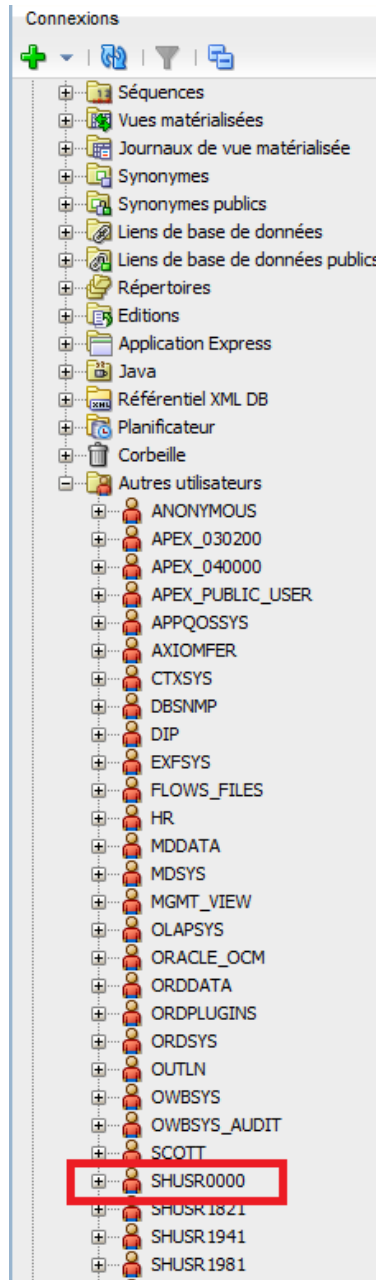 Connexions
Séquences
Vues matérialisées
Journaux de vue matérialisée
Synonymes
Synonymes publics
Liens de base de données
Liens de base de données publics
Répertoires
Editions
Application Express
Java
Référentiel XML DB
Planificateur
Corbeille
Autres utilisateurs
ANONYMOUS
APEX_030200
APEX_040000
APEX_PUBLIC_USER
APPQOSSYS
AXIOMFER
CTXSYS
DBSNMP
DIP
EXFSYS
FLOWS_FILES
HR
MDDATA
MDSYS
MGMT_VIEW
OLAPSYS
ORACLE_OCM
ORDDATA
ORDPLUGINS
ORDSYS
OUTLN
OWBSYS
OWBSYS_AUDIT
SCOTT
SHUSR0000
SHUSR1821
SHUSR1941
SHUSR1981